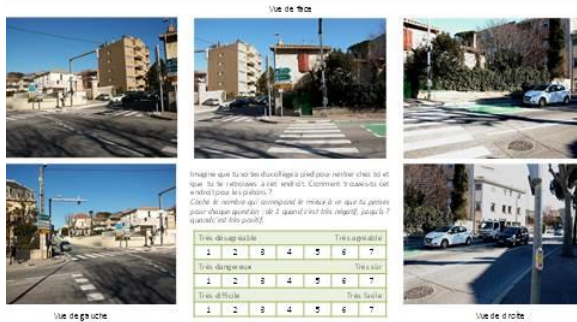 Vue de face
Imagine que tu sortes du collège à pied pour rentrer chez toi et
que tu te retrouves à cet endroit. Comment trouves-tu cet
endroit pour les piétons ?
Coche le nombre qui correspond le mieux à ce que tu penses
pour chaque question : de 1 quand c'est très négatif, jusqu'à 7
quand c'est très positif.
Très désagréable Très agréable
1 2 3 4 5 6 7
Très dangereux Très sûr
1 2 3 4 5 6 7
Très difficile Très facile
1 2 3 4 5 6 7
Vue de gauche
Vue de droite